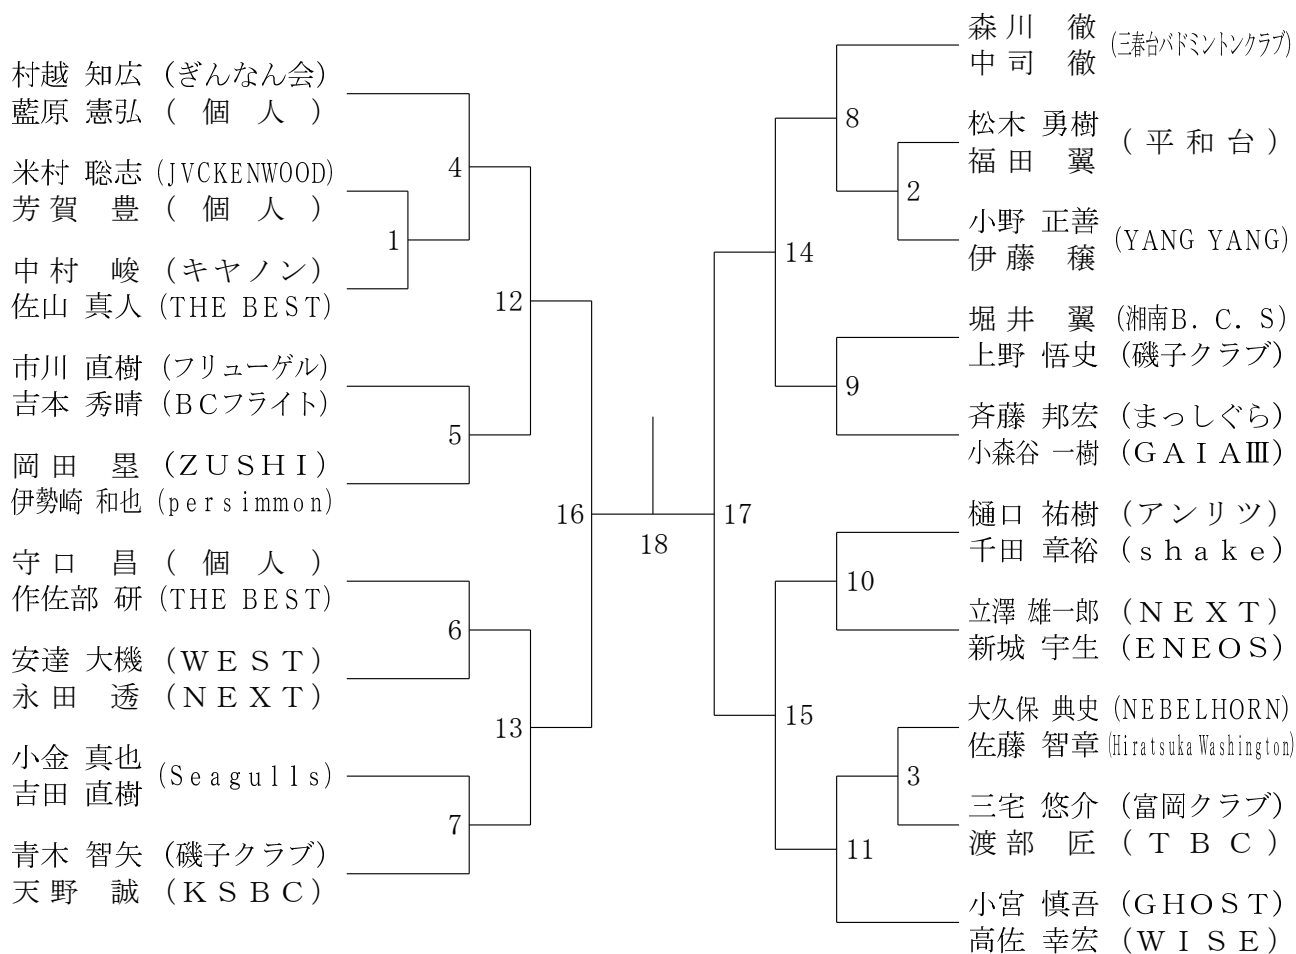 村越 知広 (ぎんなん会)
藍原 憲弘 ( 個 人 )
米村 聡志 (JVCKENWOOD)
芳賀 豊 ( 個 人 )
中村 峻 (キヤノン)
佐山 真人 (THE BEST)
市川 直樹 (フリューゲル)
吉本 秀晴 (BCフライト)
岡田 塁 (ZUSHI)
伊勢崎 和也 (persimmon)
守口 昌 ( 個 人 )
作佐部 研 (THE BEST)
安達 大機 (WEST)
永田 透 (NEXT)
小金 真也
吉田 直樹
(Seagulls)
青木 智矢 (磯子クラブ)
天野 誠 (KSBC)
1
4
5
6
7
12
13
16
18
17
14
15
8
2
9
10
3
11
森川 徹
中司 徹
(三春台バドミントンクラブ)
松木 勇樹
福田 翼
(平和台)
小野 正善
伊藤 穣
(YANG YANG)
堀井 翼 (湘南B.C.S)
上野 悟史 (磯子クラブ)
斉藤 邦宏 (まっしぐら)
小森谷 一樹 (GAIAⅢ)
樋口 祐樹 (アンリツ)
千田 章裕 (shake)
立澤 雄一郎 (NEXT)
新城 宇生 (ENEOS)
大久保 典史 (NEBELHORN)
佐藤 智章 (Hiratsuka Washington)
三宅 悠介 (富岡クラブ)
渡部 匠 (TBC)
小宮 慎吾 (GHOST)
高佐 幸宏 (WISE)